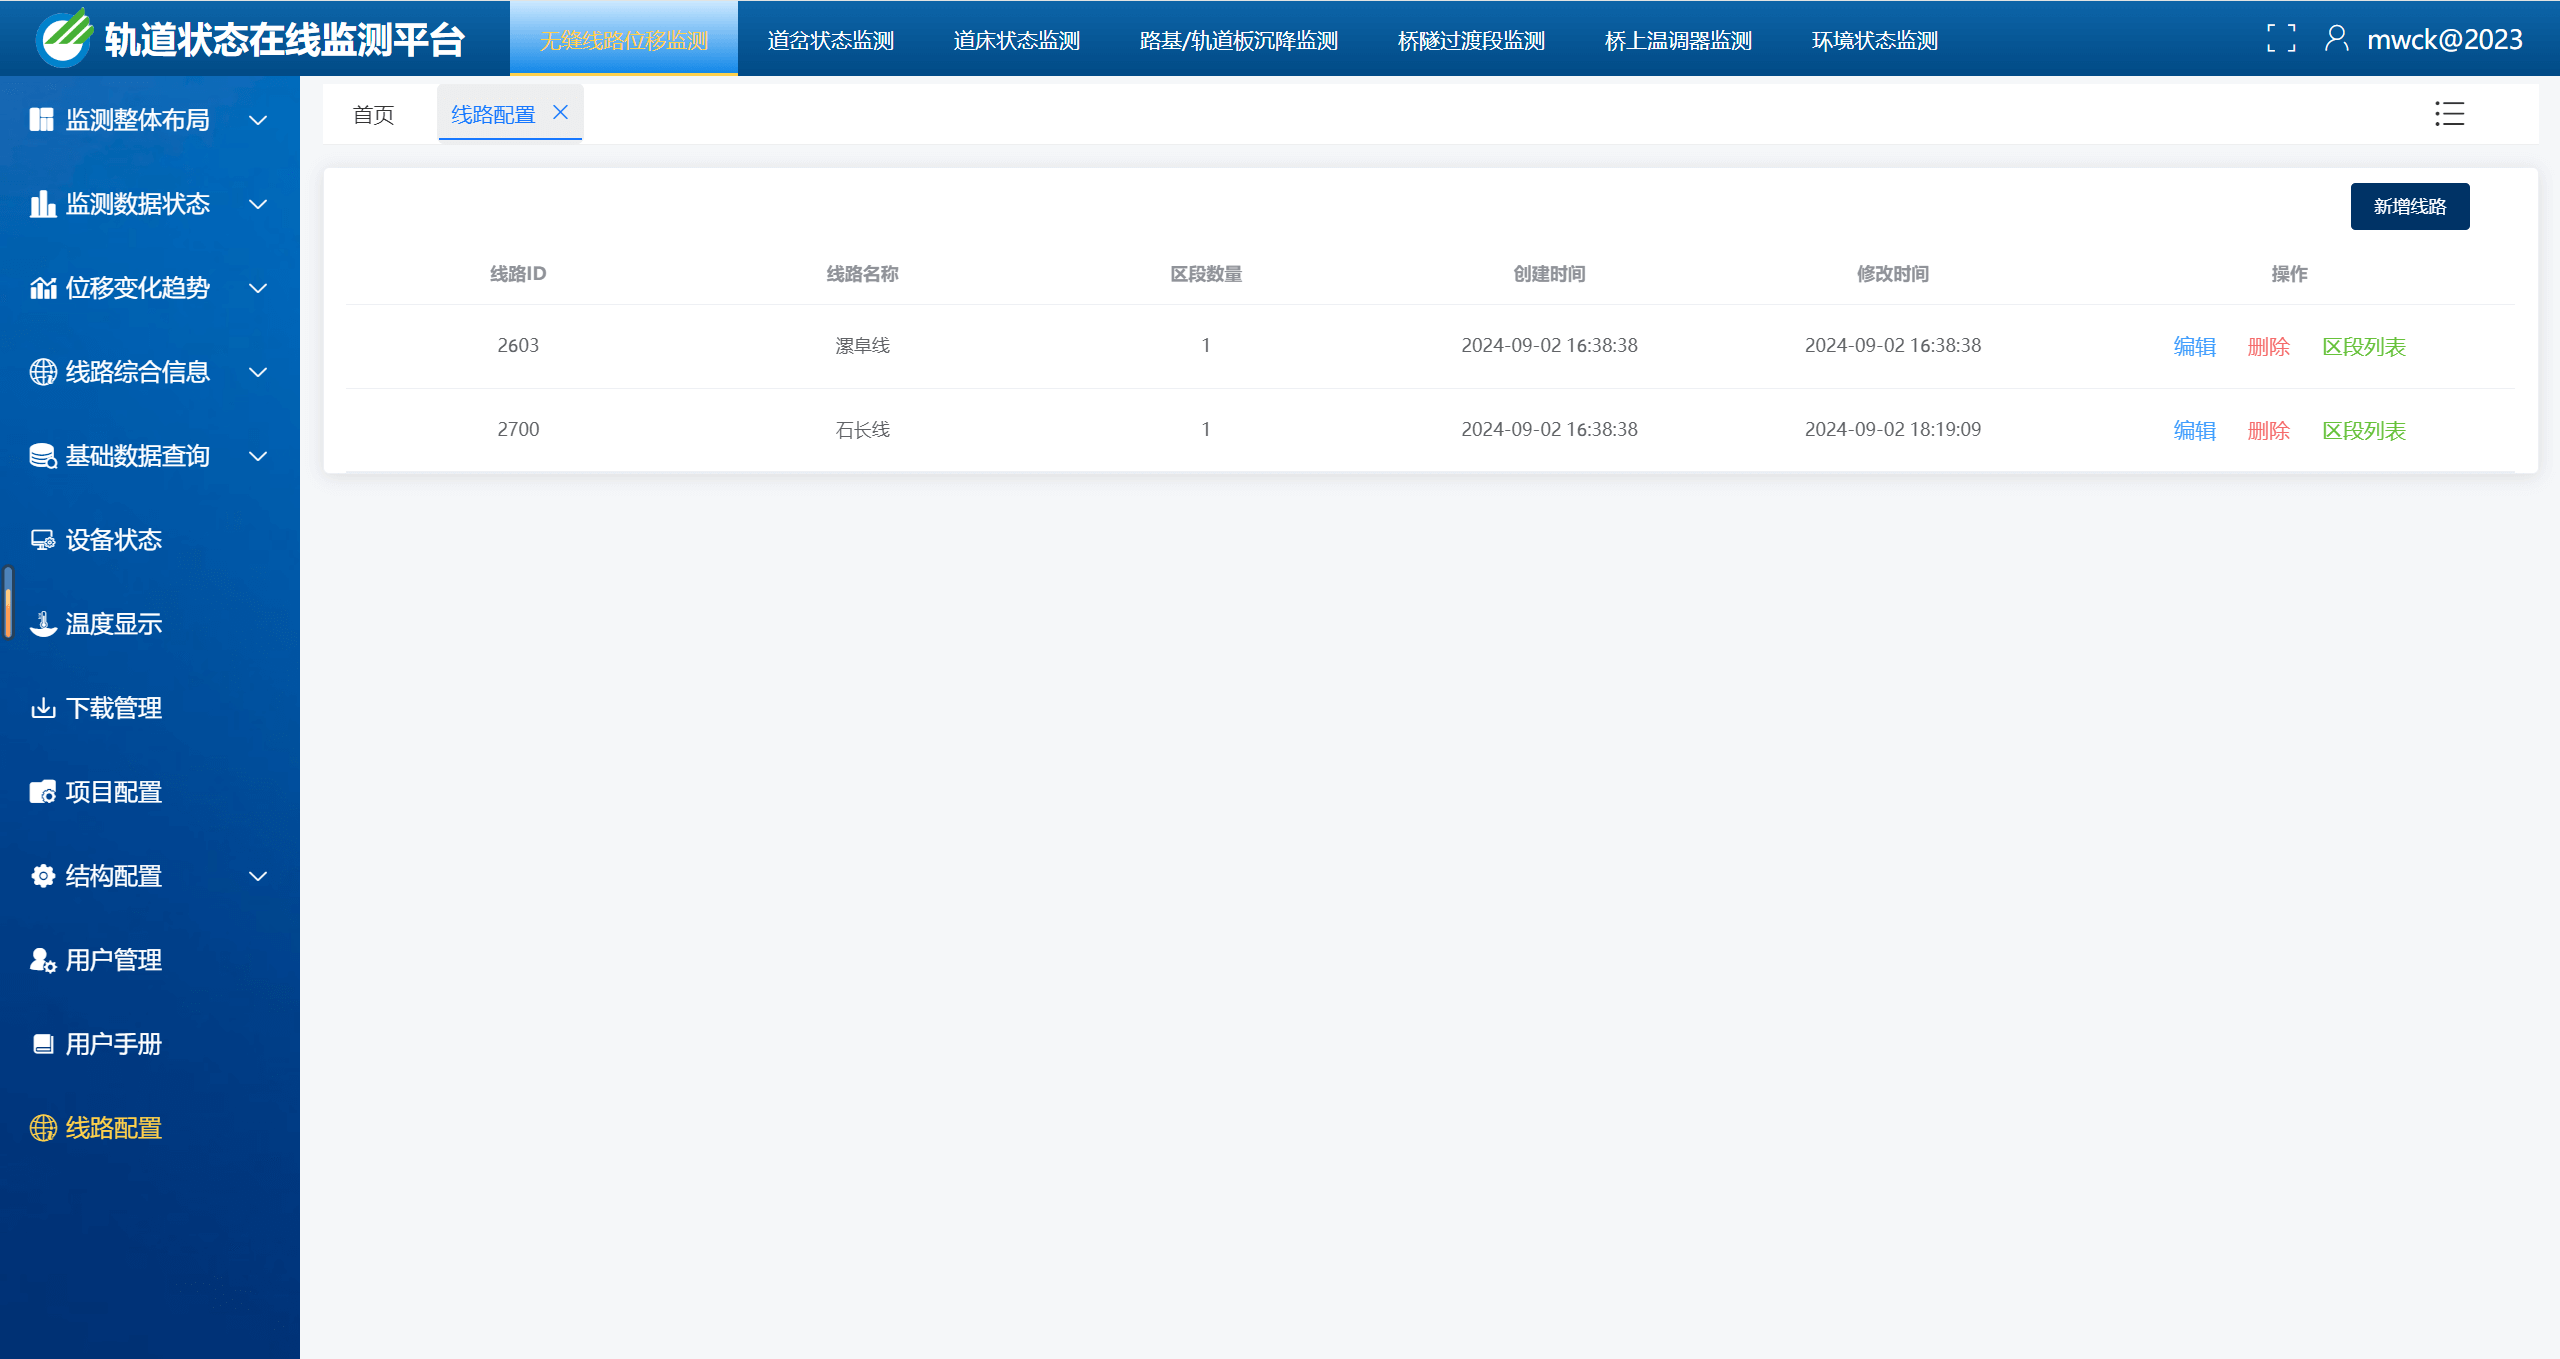 轨道状态在线监测平台 无缝线路位移监测 道岔状态监测 道床状态监测 路基/轨道板沉降监测 桥隧过渡段监测 桥上温调器监测 环境状态监测 mwck@2023
监测整体布局
监测数据状态
位移变化趋势
线路综合信息
基础数据查询
设备状态
温度显示
下载管理
项目配置
结构配置
用户管理
用户手册
线路配置
首页 线路配置
新增线路
线路ID 线路名称 区段数量 创建时间 修改时间 操作
2603 漯阜线 1 2024-09-02 16:38:38 2024-09-02 16:38:38 编辑 删除 区段列表
2700 石长线 1 2024-09-02 16:38:38 2024-09-02 18:19:09 编辑 删除 区段列表